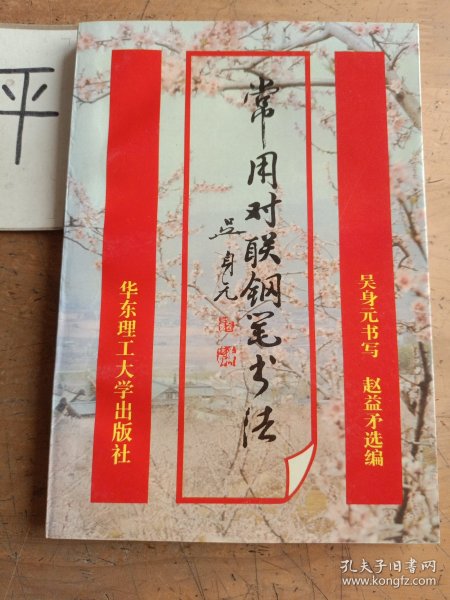 平
常用对联钢笔书法
吴身元
吴身元书写 赵益矛选编
华东理工大学出版社
孔夫子旧书网
www.kongfz.com